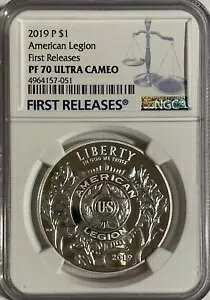 2019 P $1
American Legion
First Releases
PF 70 ULTRA CAMEO
4964157-051
FIRST RELEASES
NGC
LIBERTY
IN GOD WE TRUST
AMERICAN
US
LEGION
2019